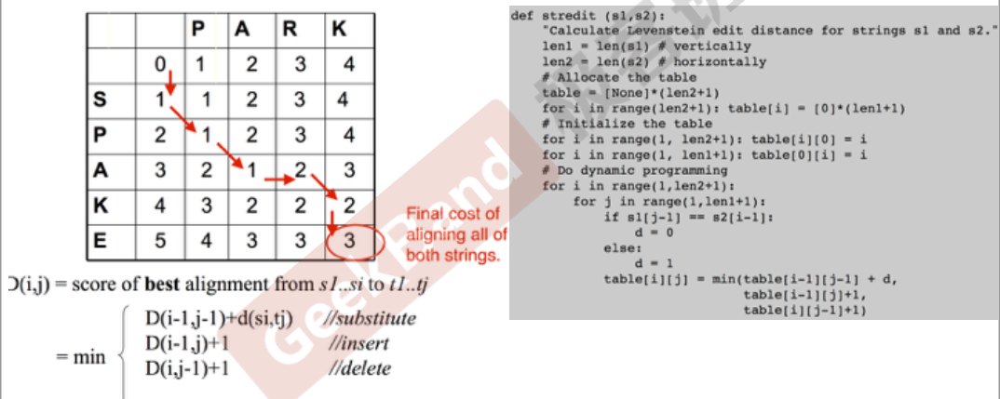 P A R K
0 1 2 3 4
S 1 1 2 3 4
P 2 1 2 3 4
A 3 2 1 2 3
K 4 3 2 2 2
E 5 4 3 3 3
Final cost of
aligning all of
both strings.
D(i,j) = score of best alignment from s1..si to t1..tj
= min
D(i-1,j-1)+d(si,tj) //substitute
D(i-1,j)+1 //insert
D(i,j-1)+1 //delete
def stredit (s1,s2):
"Calculate Levenstein edit distance for strings s1 and s2."
len1 = len(s1) # vertically
len2 = len(s2) # horizontally
# Allocate the table
table = [None]*(len2+1)
for i in range(len2+1): table[i] = [0]*(len1+1)
# Initialize the table
for i in range(1, len2+1): table[i][0] = i
for i in range(1, len1+1): table[0][i] = i
# Do dynamic programming
for i in range(1,len2+1):
for j in range(1,len1+1):
if s1[j-1] == s2[i-1]:
d = 0
else:
d = 1
table[i][j] = min(table[i-1][j-1] + d,
table[i-1][j]+1,
table[i][j-1]+1)
GeekBand